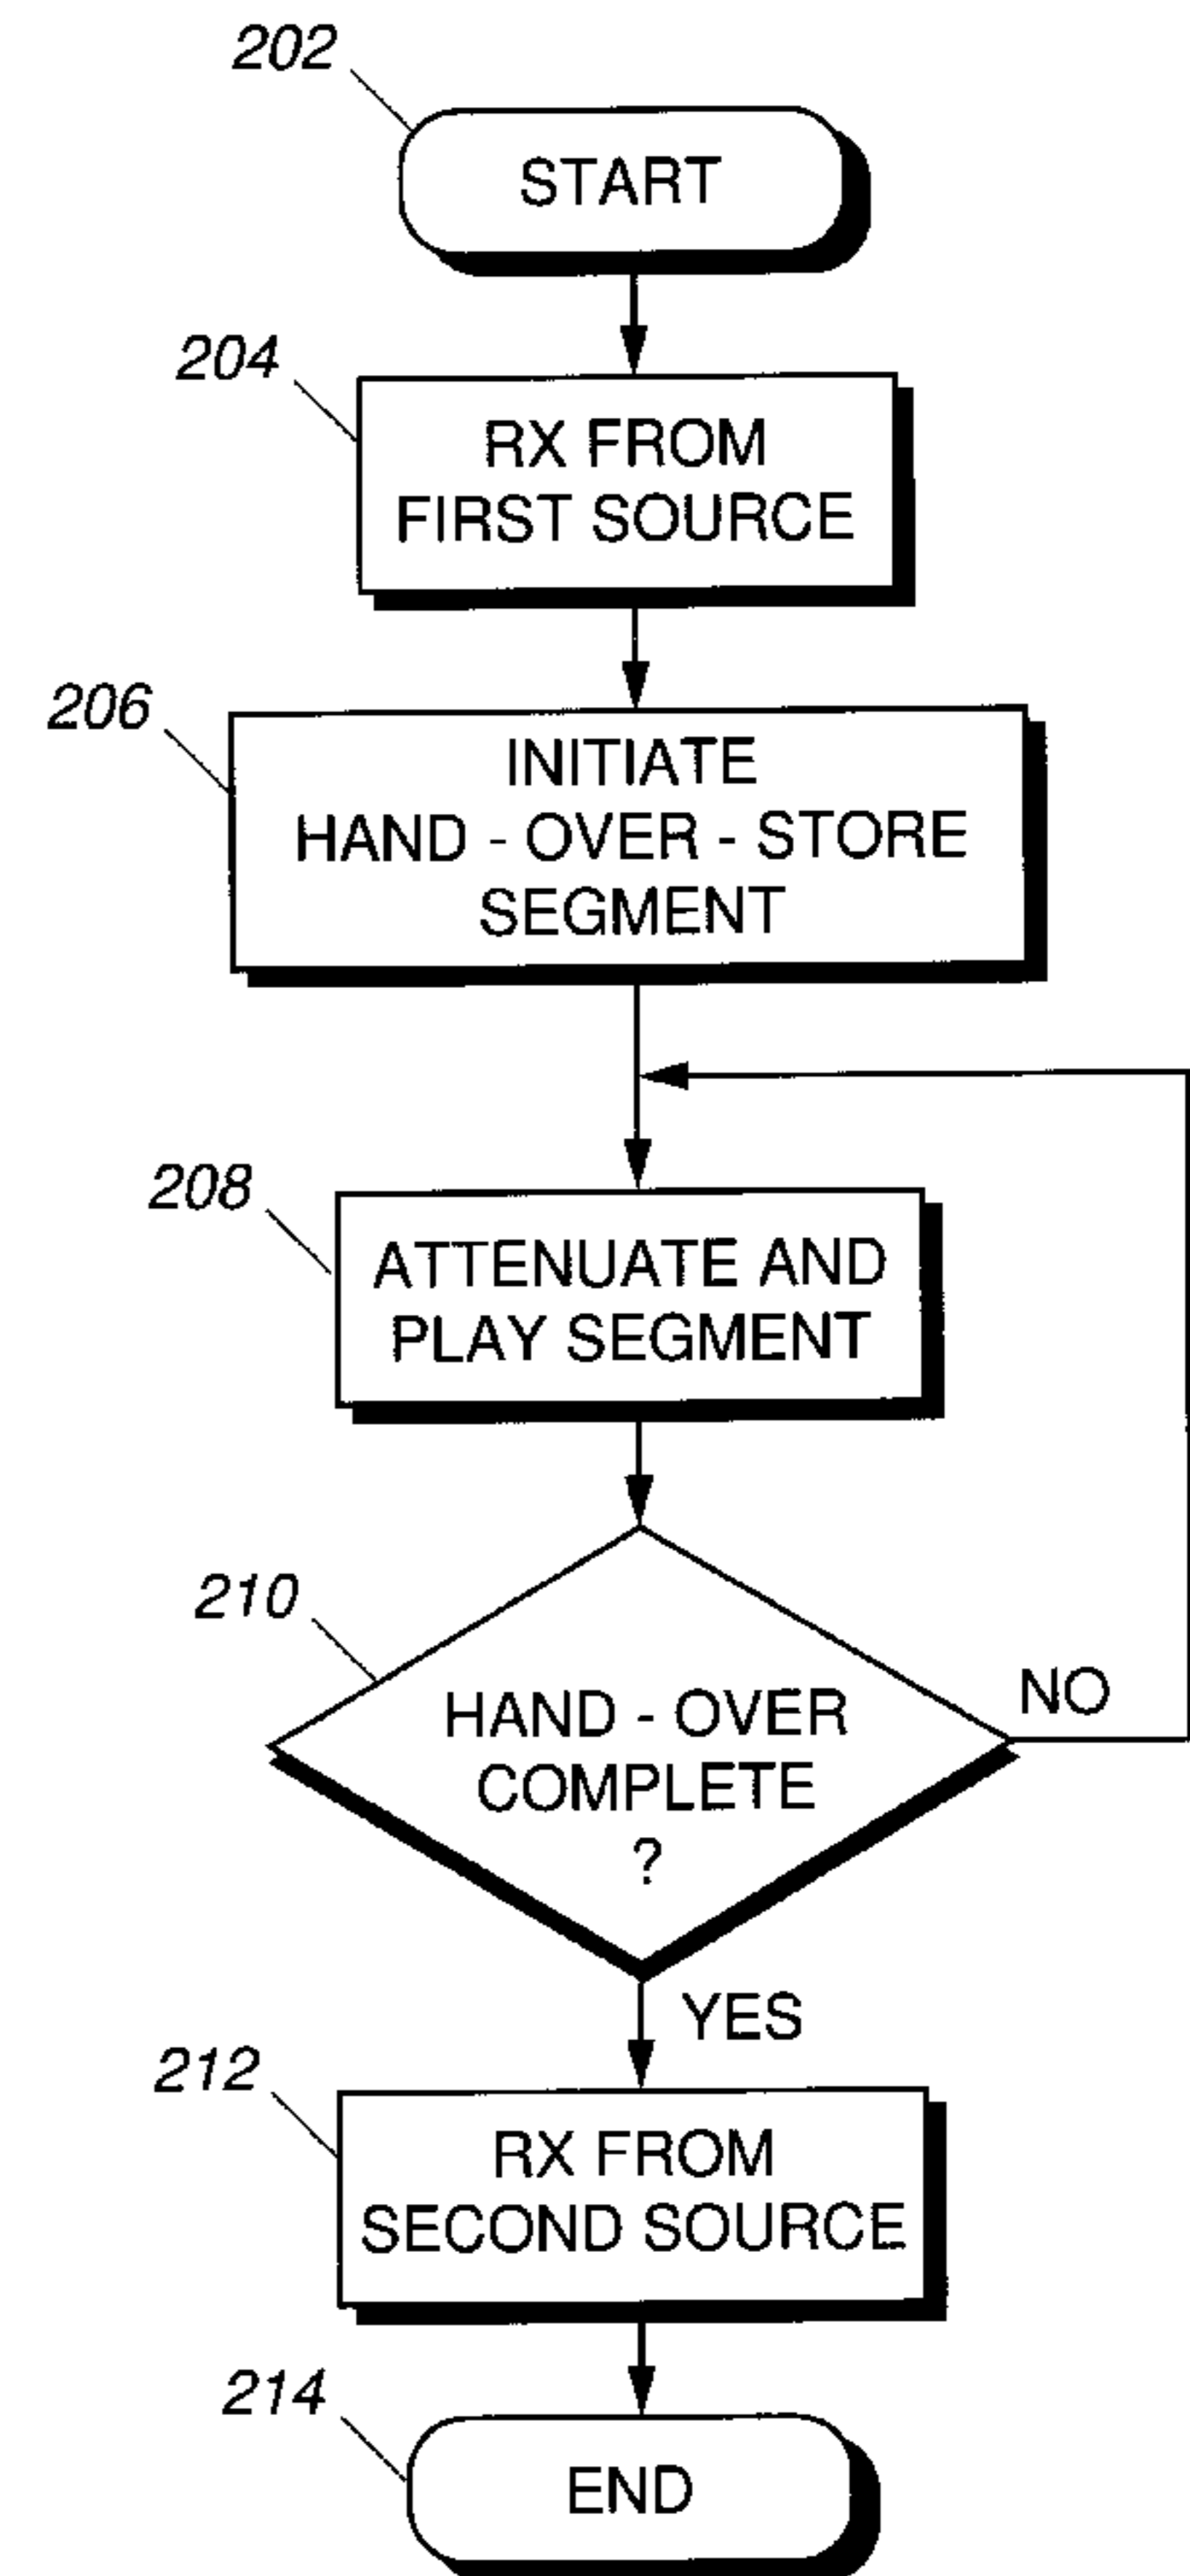 202
START
204
RX FROM
FIRST SOURCE
206
INITIATE
HAND - OVER - STORE
SEGMENT
208
ATTENUATE AND
PLAY SEGMENT
210
HAND - OVER
COMPLETE
?
NO
YES
212
RX FROM
SECOND SOURCE
214
END